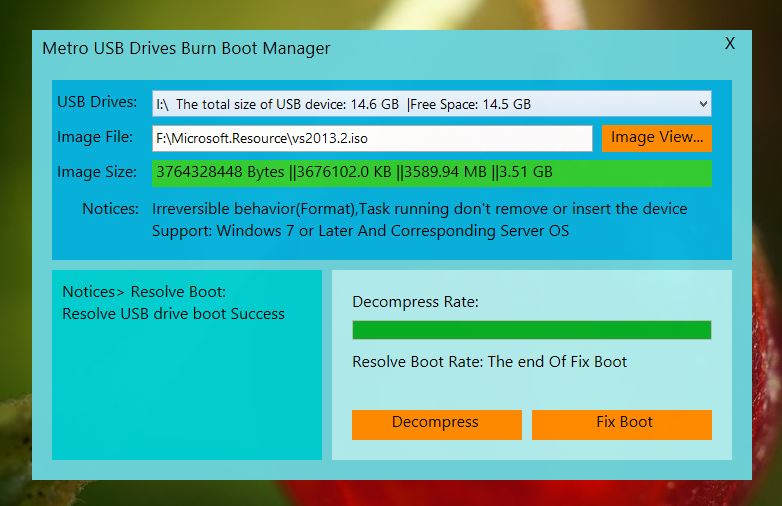 Metro USB Drives Burn Boot Manager X
USB Drives: I:\ The total size of USB device: 14.6 GB |Free Space: 14.5 GB
Image File: F:\Microsoft.Resource\vs2013.2.iso Image View...
Image Size: 3764328448 Bytes ||3676102.0 KB ||3589.94 MB ||3.51 GB
Notices: Irreversible behavior(Format),Task running don't remove or insert the device
Support: Windows 7 or Later And Corresponding Server OS
Notices> Resolve Boot:
Resolve USB drive boot Success
Decompress Rate:
Resolve Boot Rate: The end Of Fix Boot
Decompress Fix Boot